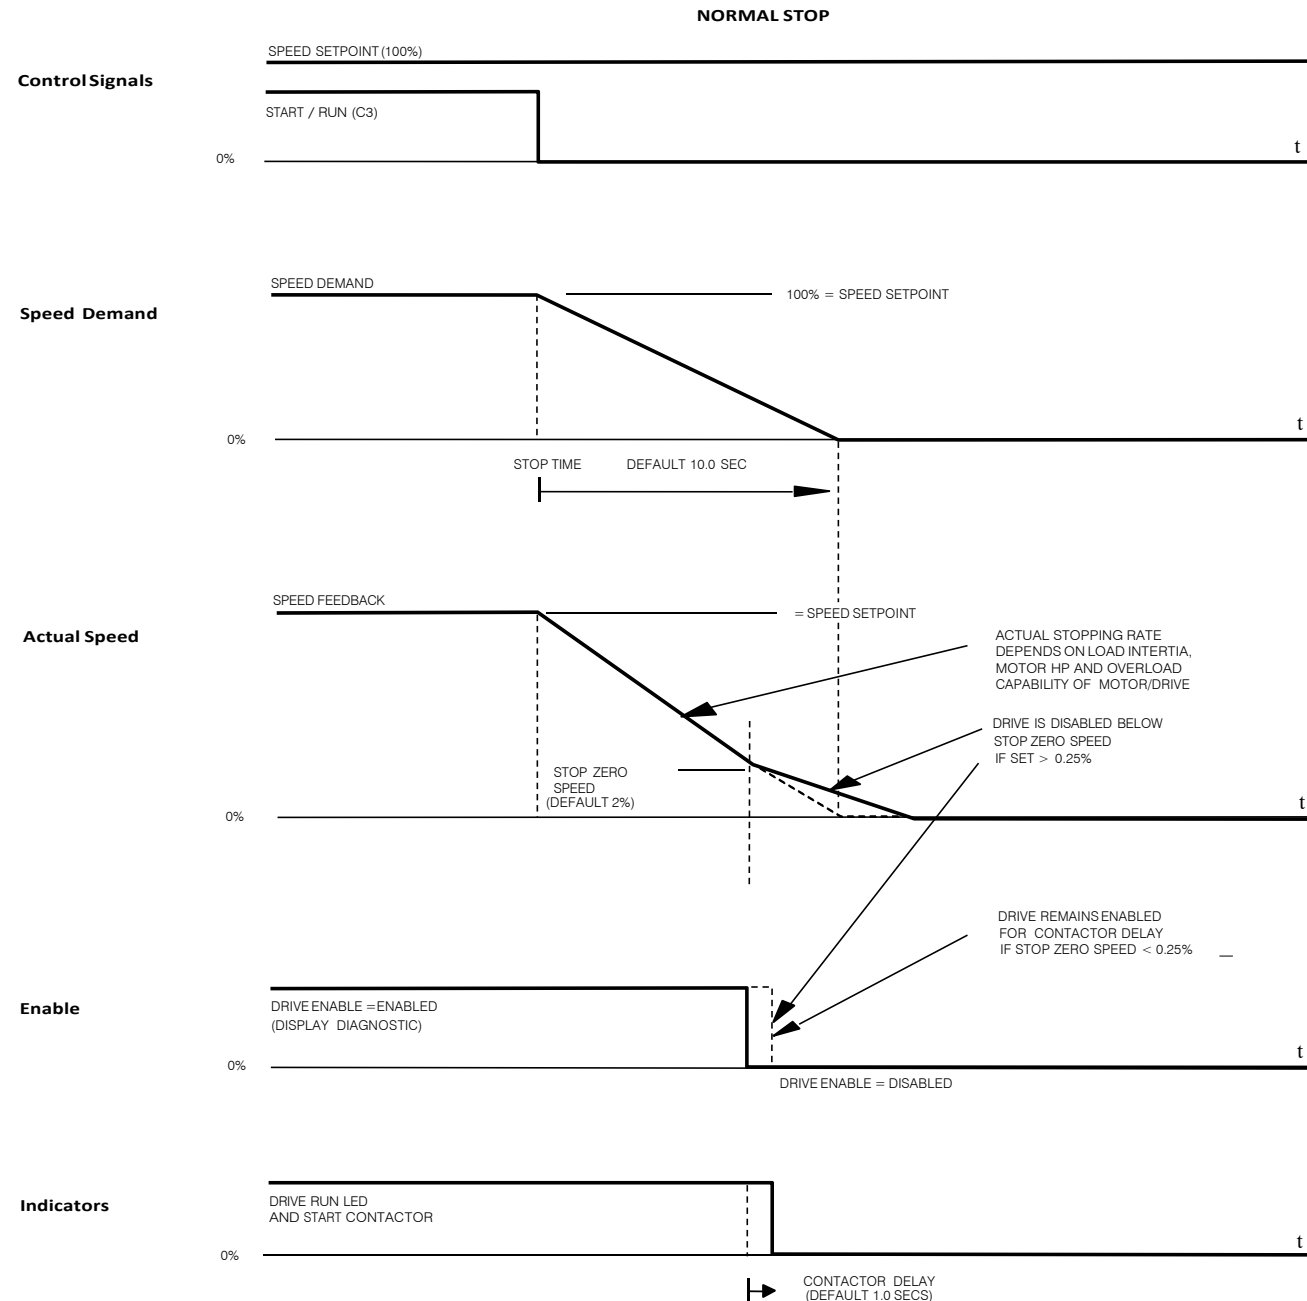 NORMAL STOP
SPEED SETPOINT (100%)
Control Signals
START / RUN (C3)
t
0%
SPEED DEMAND
100% = SPEED SETPOINT
Speed Demand
t
0%
STOP TIME DEFAULT 10.0 SEC
SPEED FEEDBACK
= SPEED SETPOINT
Actual Speed
ACTUAL STOPPING RATE
DEPENDS ON LOAD INTERTIA,
MOTOR HP AND OVERLOAD
CAPABILITY OF MOTOR/DRIVE
DRIVE IS DISABLED BELOW
STOP ZERO SPEED
IF SET > 0.25%
STOP ZERO
SPEED
(DEFAULT 2%)
t
0%
DRIVE REMAINS ENABLED
FOR CONTACTOR DELAY
IF STOP ZERO SPEED < 0.25%
Enable
DRIVE ENABLE = ENABLED
(DISPLAY DIAGNOSTIC)
t
0%
DRIVE ENABLE = DISABLED
Indicators
DRIVE RUN LED
AND START CONTACTOR
t
0%
CONTACTOR DELAY
(DEFAULT 1.0 SECS)